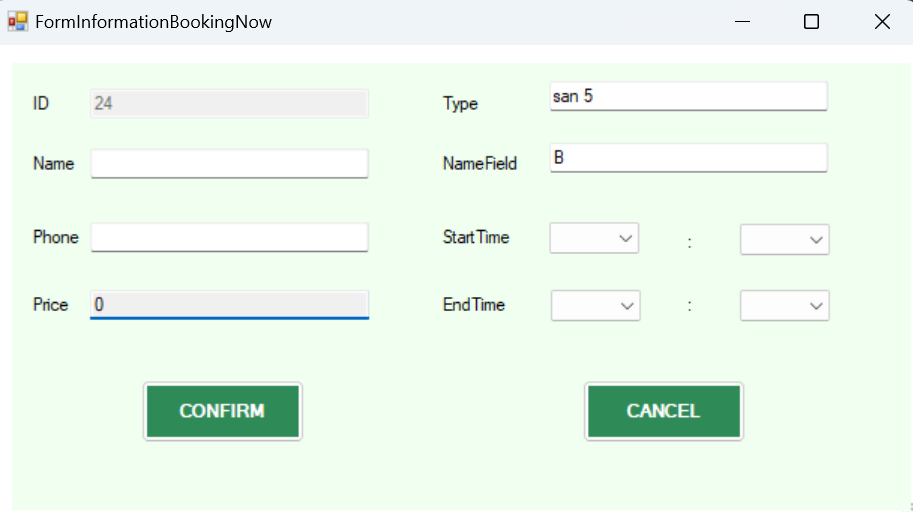 FormInformationBookingNow
ID 24 Type san 5
Name NameField B
Phone StartTime :
Price 0 EndTime :
CONFIRM CANCEL